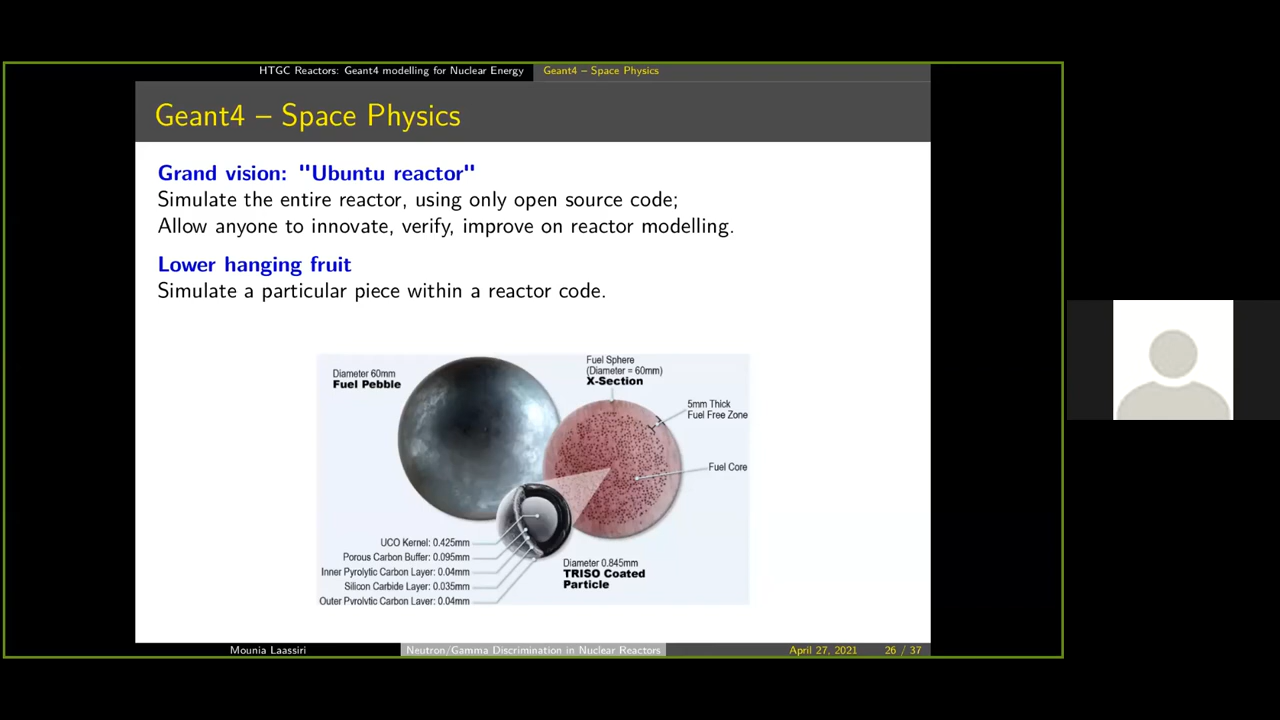 HTGC Reactors: Geant4 modelling for Nuclear Energy
Geant4 – Space Physics
Geant4 – Space Physics
Grand vision: "Ubuntu reactor"
Simulate the entire reactor, using only open source code;
Allow anyone to innovate, verify, improve on reactor modelling.
Lower hanging fruit
Simulate a particular piece within a reactor code.
Diameter 60mm
Fuel Pebble
Fuel Sphere
(Diameter = 60mm)
X-Section
5mm Thick
Fuel Free Zone
Fuel Core
UCO Kernel: 0.425mm
Porous Carbon Buffer: 0.095mm
Inner Pyrolytic Carbon Layer: 0.04mm
Silicon Carbide Layer: 0.035mm
Outer Pyrolytic Carbon Layer: 0.04mm
Diameter 0.845mm
TRISO Coated
Particle
Mounia Laassiri
Neutron/Gamma Discrimination in Nuclear Reactors
April 27, 2021
26 / 37